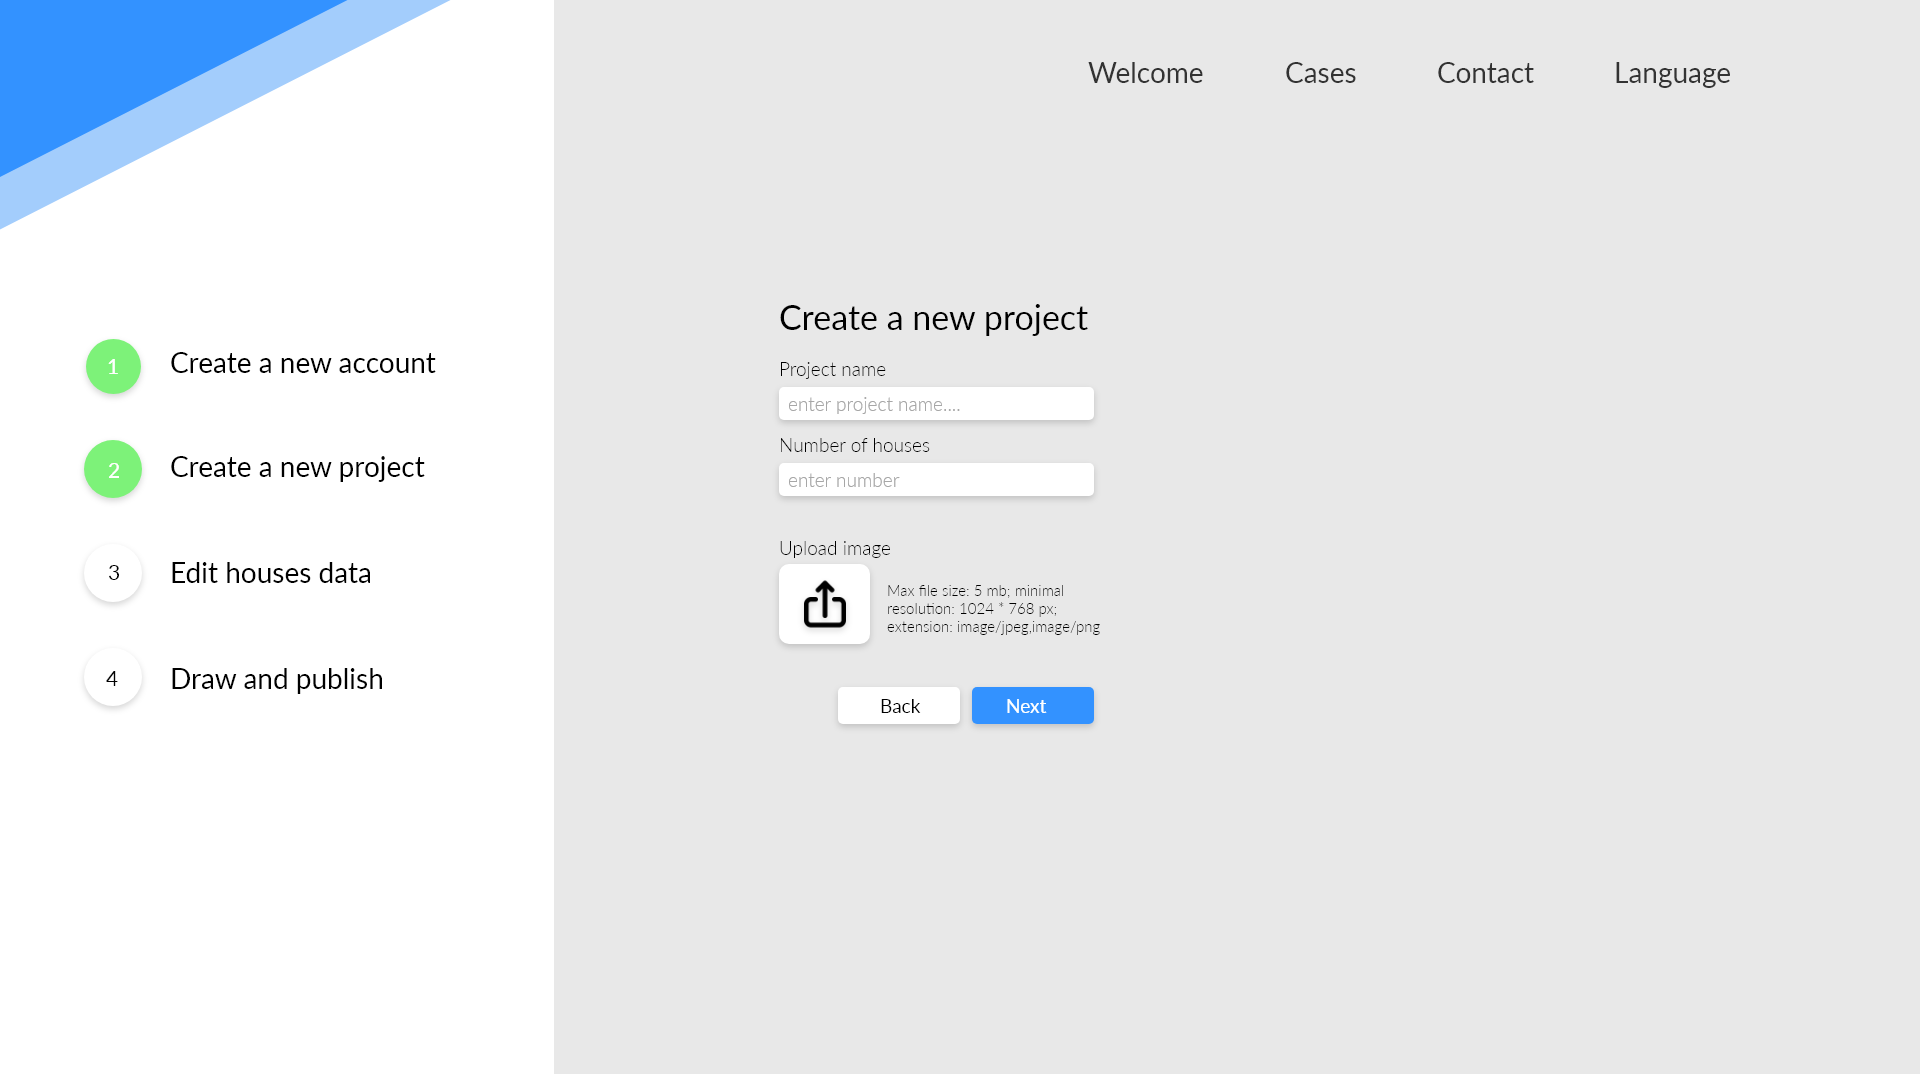 Welcome
Cases
Contact
Language
1
Create a new account
2
Create a new project
3
Edit houses data
4
Draw and publish
Create a new project
Project name
enter project name....
Number of houses
enter number
Upload image
Max file size: 5 mb; minimal
resolution: 1024 * 768 px;
extension: image/jpeg,image/png
Back
Next